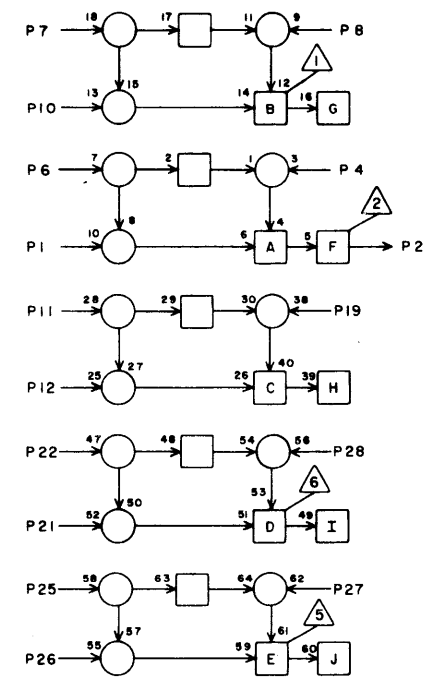 P7 18 17 11 9 P8
1
15 12
P10 13 14 B 16 G
P6 7 2 1 3 P4
2
8 4
P1 10 6 A 5 F P2
P11 28 29 30 38 P19
27 40
P12 25 26 C 39 H
P22 47 48 54 56 P28
6
50 53
P21 52 51 D 49 I
P25 58 63 64 62 P27
5
57 61
P26 55 59 E 60 J